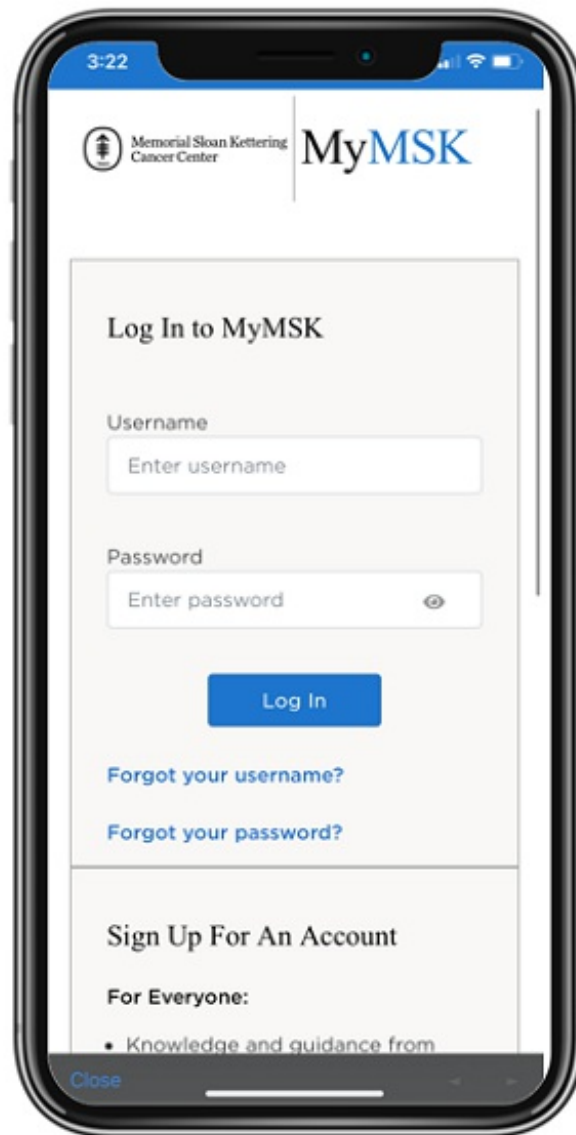 3:22
Memorial Sloan Kettering
Cancer Center
MyMSK
Log In to MyMSK
Username
Enter username
Password
Enter password
Log In
Forgot your username?
Forgot your password?
Sign Up For An Account
For Everyone:
• Knowledge and guidance from
Close